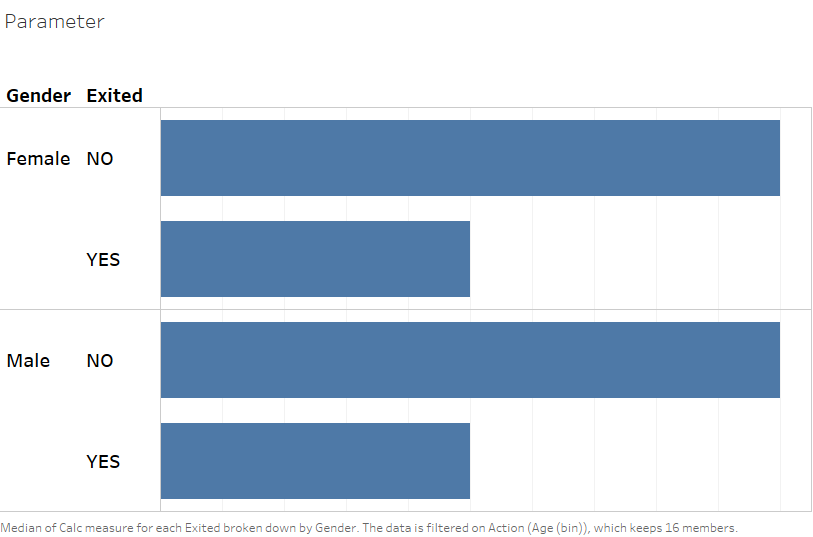 Parameter
Gender Exited
Female NO
YES
Male NO
YES
Median of Calc measure for each Exited broken down by Gender. The data is filtered on Action (Age (bin)), which keeps 16 members.